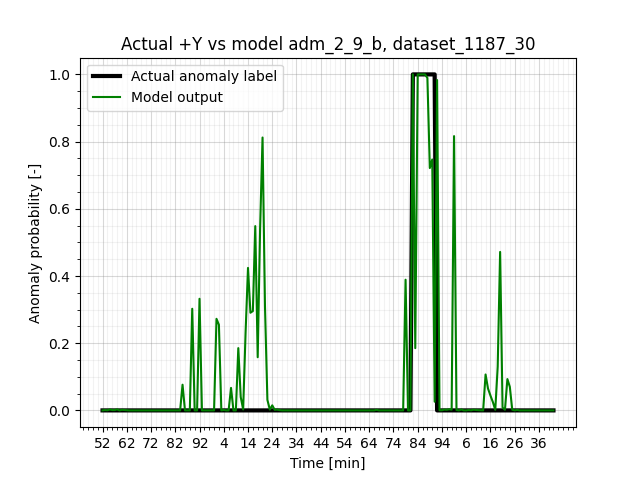 Actual +Y vs model adm_2_9_b, dataset_1187_30
Actual anomaly label
Model output
Anomaly probability [-]
1.0
0.8
0.6
0.4
0.2
0.0
52 62 72 82 92 4 14 24 34 44 54 64 74 84 94 6 16 26 36
Time [min]